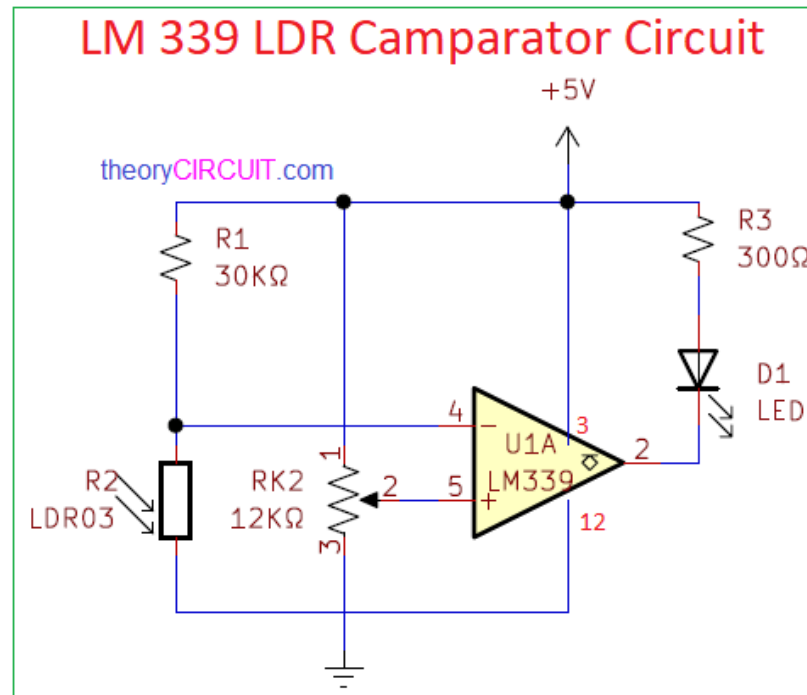 LM 339 LDR Camparator Circuit
+5V
theoryCIRCUIT.com
R1
30KΩ
R3
300Ω
D1
LED
4
−
3
U1A
LM339
2
5
+
12
R2
LDR03
RK2
12KΩ
1
2
3